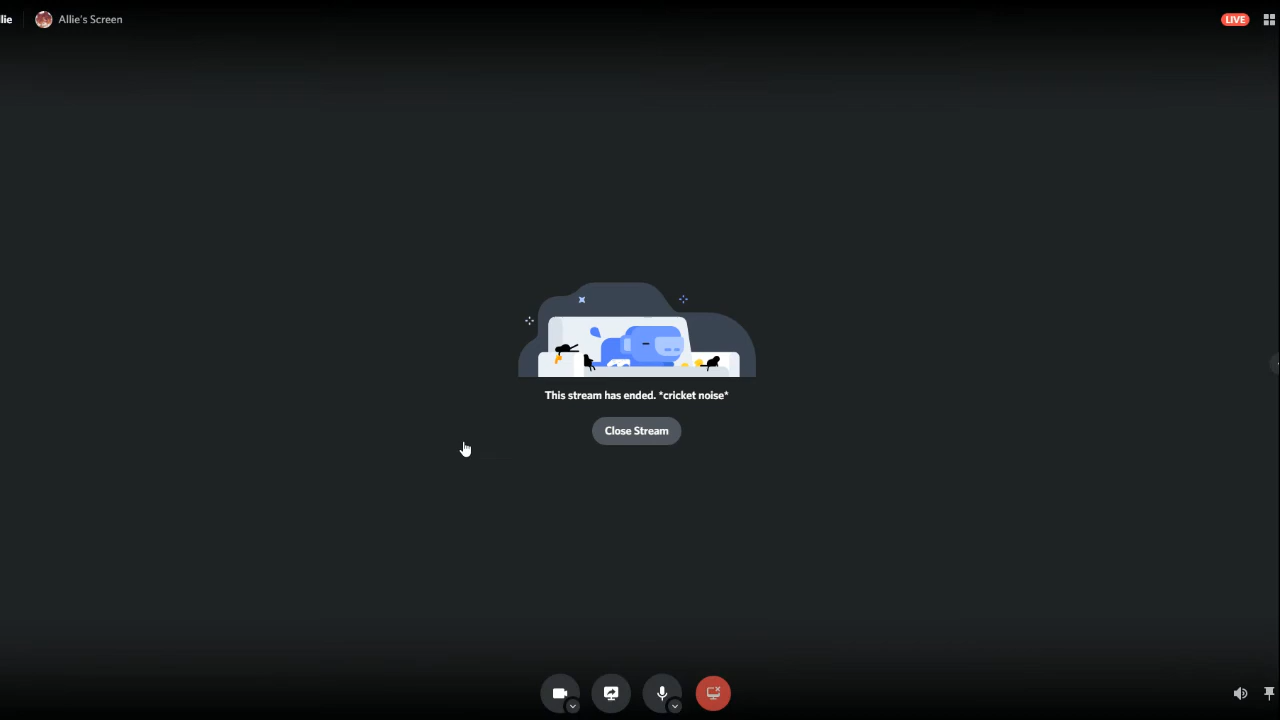 lie Allie's Screen LIVE
This stream has ended. *cricket noise*
Close Stream